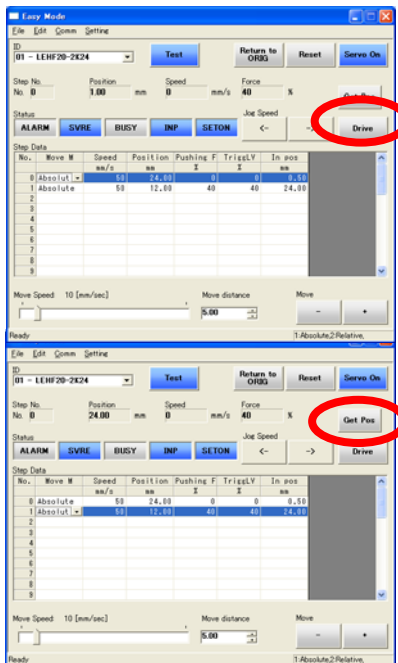 Easy Mode
File Edit Comm Setting
ID
01 - LEHF20-2K24 Test Return to ORIG Reset Servo On
Step No. Position Speed Force
No. 0 1.00 mm 0 mm/s 40 % Get Pos
Status Jog Speed
ALARM SVRE BUSY INP SETON <- -> Drive
Step Data
No. Move M Speed Position Pushing F TriggLV In pos
mm/s mm % % mm
0 Absolut 50 24.00 0 0 0.50
1 Absolute 50 12.00 40 40 24.00
2
3
4
5
6
7
8
9
Move Speed 10 [mm/sec] Move distance Move
5.00 - +
Ready 1:Absolute,2:Relative,
File Edit Comm Setting
ID
01 - LEHF20-2K24 Test Return to ORIG Reset Servo On
Step No. Position Speed Force
No. 0 24.00 mm 0 mm/s 40 % Get Pos
Status Jog Speed
ALARM SVRE BUSY INP SETON <- -> Drive
Step Data
No. Move M Speed Position Pushing F TriggLV In pos
mm/s mm % % mm
0 Absolute 50 24.00 0 0 0.50
1 Absolut 50 12.00 40 40 24.00
2
3
4
5
6
7
8
9
Move Speed 10 [mm/sec] Move distance Move
5.00 - +
Ready 1:Absolute,2:Relative,